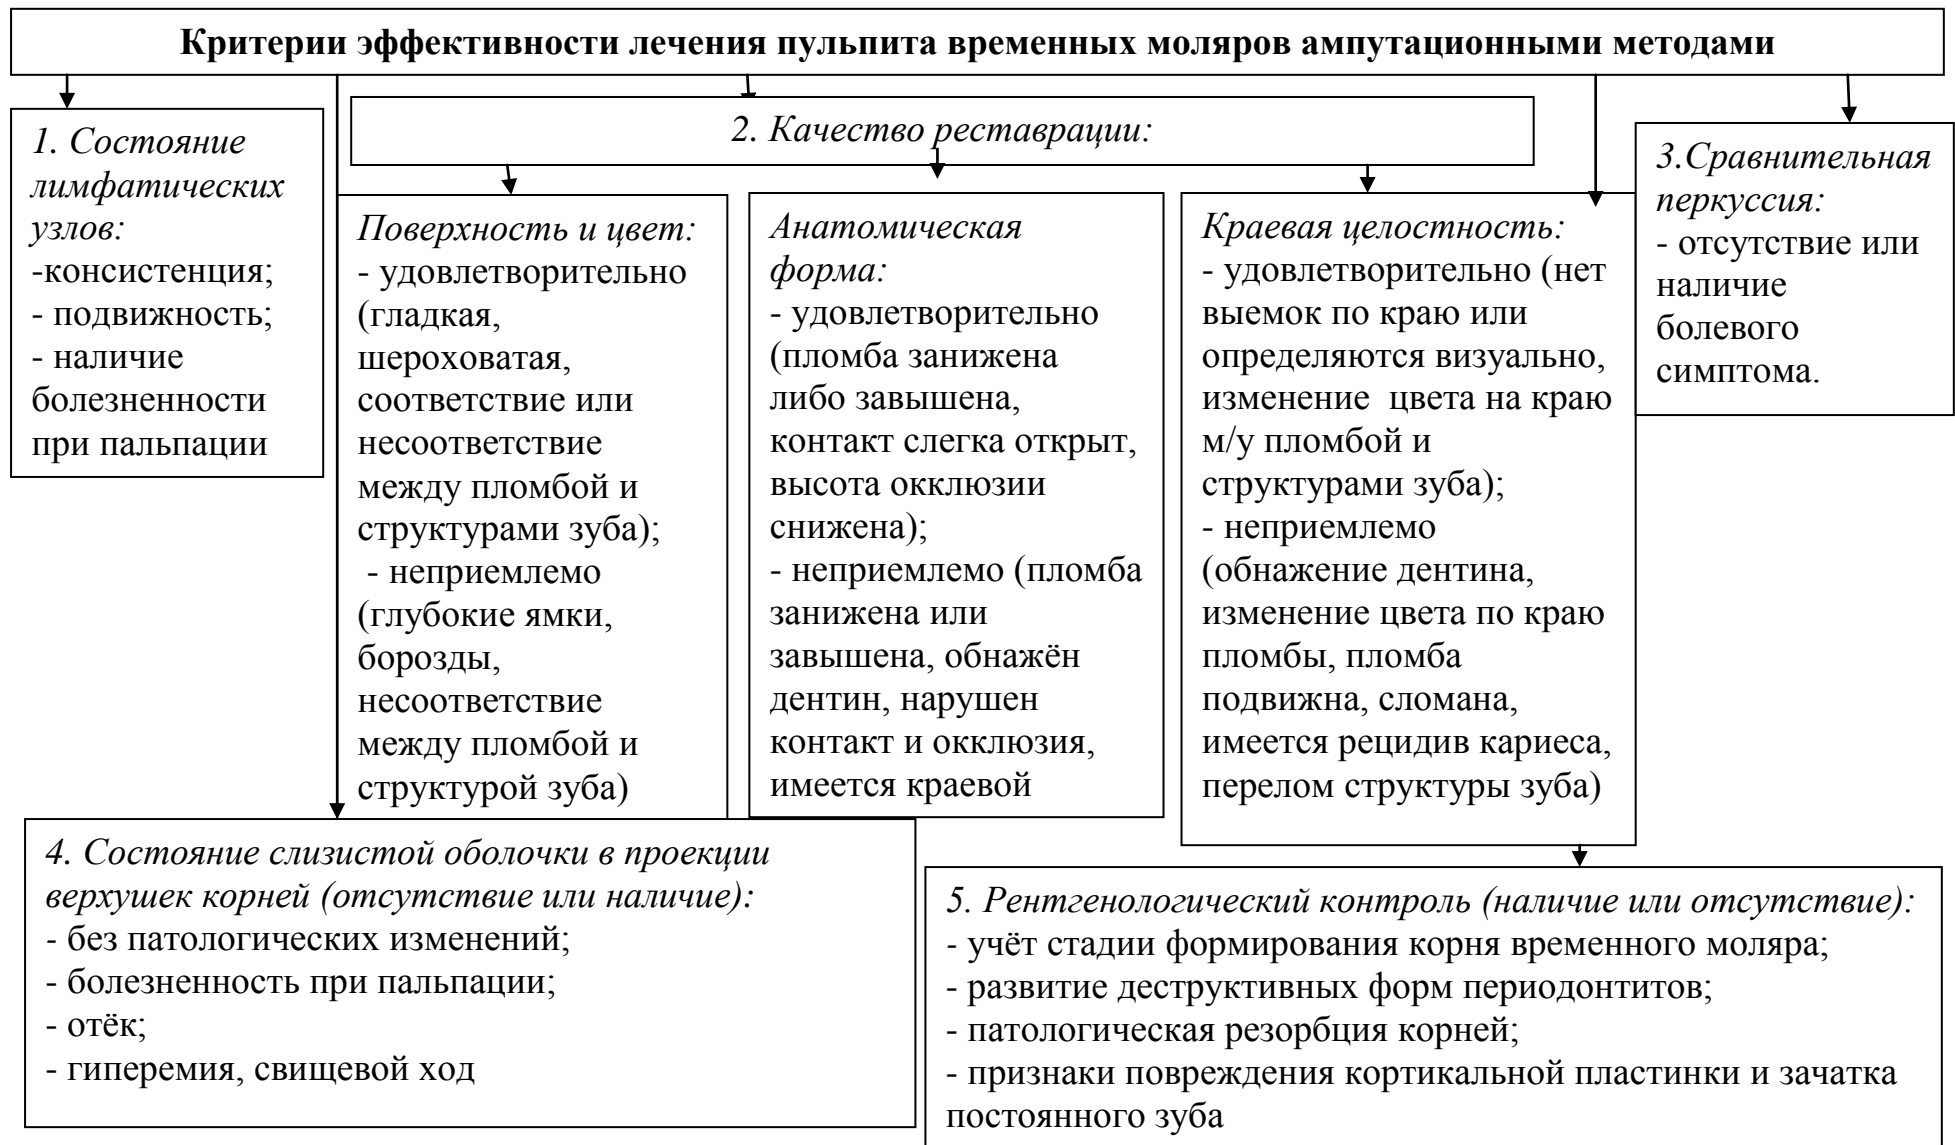 Критерии эффективности лечения пульпита временных моляров ампутационными методами
1. Состояние
лимфатических
узлов:
-консистенция;
- подвижность;
- наличие
болезненности
при пальпации
2. Качество реставрации:
Поверхность и цвет:
- удовлетворительно
(гладкая,
шероховатая,
соответствие или
несоответствие
между пломбой и
структурами зуба);
- неприемлемо
(глубокие ямки,
борозды,
несоответствие
между пломбой и
структурой зуба)
Анатомическая
форма:
- удовлетворительно
(пломба занижена
либо завышена,
контакт слегка открыт,
высота окклюзии
снижена);
- неприемлемо (пломба
занижена или
завышена, обнажён
дентин, нарушен
контакт и окклюзия,
имеется краевой
Краевая целостность:
- удовлетворительно (нет
выемок по краю или
определяются визуально,
изменение цвета на краю
м/у пломбой и
структурами зуба);
- неприемлемо
(обнажение дентина,
изменение цвета по краю
пломбы, пломба
подвижна, сломана,
имеется рецидив кариеса,
перелом структуры зуба)
3.Сравнительная
перкуссия:
- отсутствие или
наличие
болевого
симптома.
4. Состояние слизистой оболочки в проекции
верхушек корней (отсутствие или наличие):
- без патологических изменений;
- болезненность при пальпации;
- отёк;
- гиперемия, свищевой ход
5. Рентгенологический контроль (наличие или отсутствие):
- учёт стадии формирования корня временного моляра;
- развитие деструктивных форм периодонтитов;
- патологическая резорбция корней;
- признаки повреждения кортикальной пластинки и зачатка
постоянного зуба